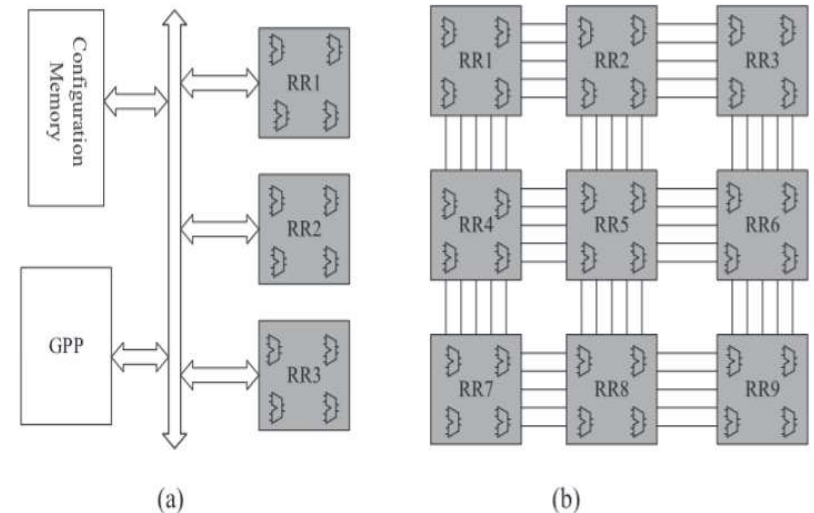 Configuration
Memory
GPP
RR1
RR2
RR3
(a)
RR1 RR2 RR3
RR4 RR5 RR6
RR7 RR8 RR9
(b)